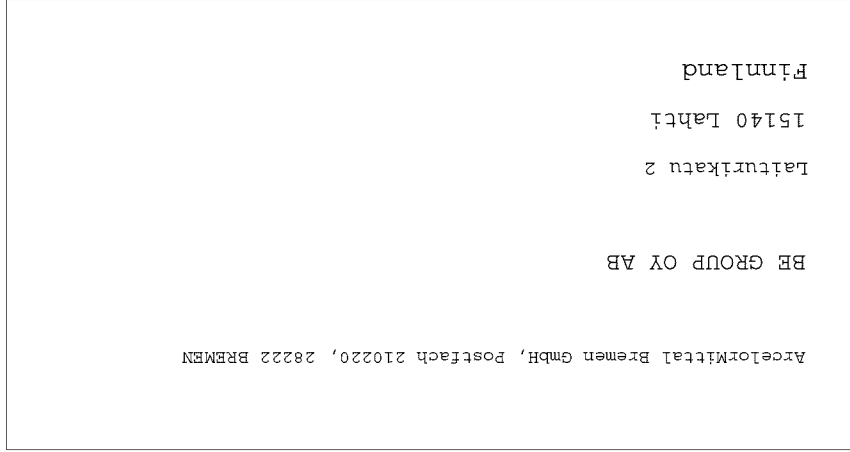 ArcelorMittal Bremen GmbH, Postfach 210220, 28222 BREMEN
BE GROUP OY AB
Laiturikatu 2
15140 Lahti
Finnland